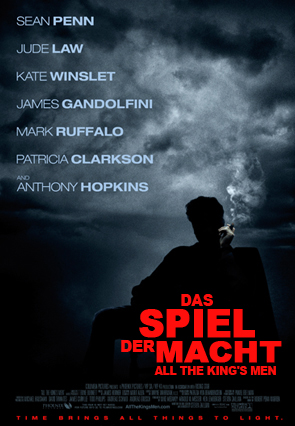 SEAN PENN
JUDE LAW
KATE WINSLET
JAMES GANDOLFINI
MARK RUFFALO
PATRICIA CLARKSON
AND
ANTHONY HOPKINS
DAS
SPIEL
DER MACHT
ALL THE KING'S MEN
TIME BRINGS ALL THINGS TO LIGHT.